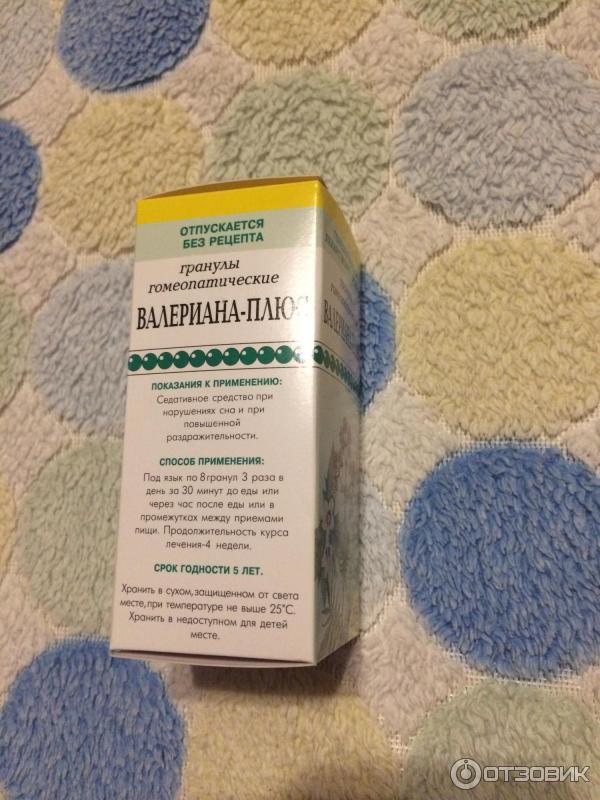 ОТПУСКАЕТСЯ
БЕЗ РЕЦЕПТА
гранулы
гомеопатические
ВАЛЕРИАНА-ПЛЮС
ПОКАЗАНИЯ К ПРИМЕНЕНИЮ:
Седативное средство при
нарушениях сна и при
повышенной
раздражительности.
СПОСОБ ПРИМЕНЕНИЯ:
Под язык по 8 гранул 3 раза в
день за 30 минут до еды или
через час после еды или в
промежутках между приемами
пищи. Продолжительность курса
лечения-4 недели.
СРОК ГОДНОСТИ 5 ЛЕТ.
Хранить в сухом, защищенном от света
месте, при температуре не выше 25°С.
Хранить в недоступном для детей
месте.
ОТЗОВИК